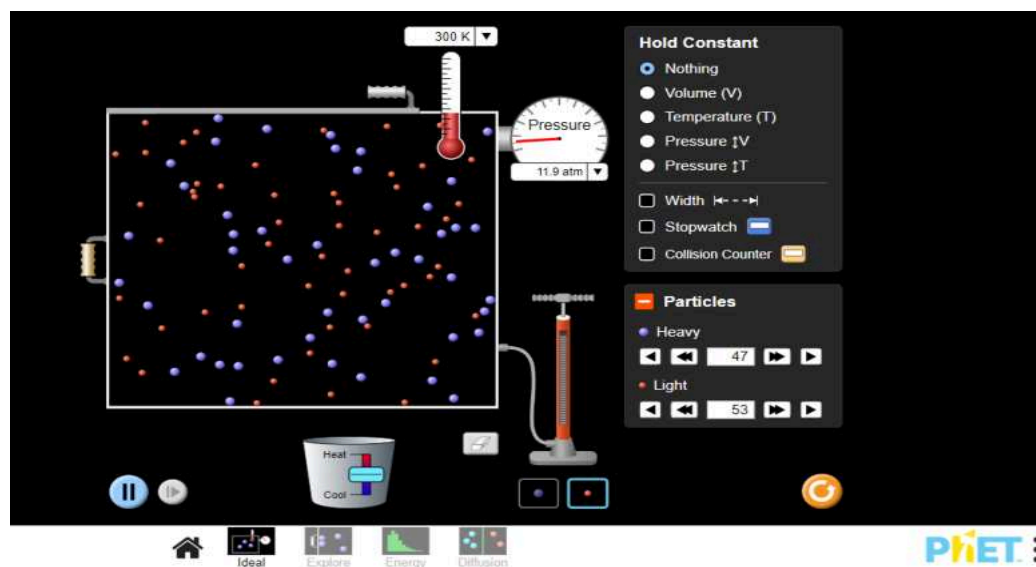 300 K
Pressure
11.9 atm
Hold Constant
Nothing
Volume (V)
Temperature (T)
Pressure ↕V
Pressure ↕T
Width
Stopwatch
Collision Counter
Particles
Heavy
47
Light
53
Heat
Cool
Ideal
Explore
Energy
Diffusion
PhET